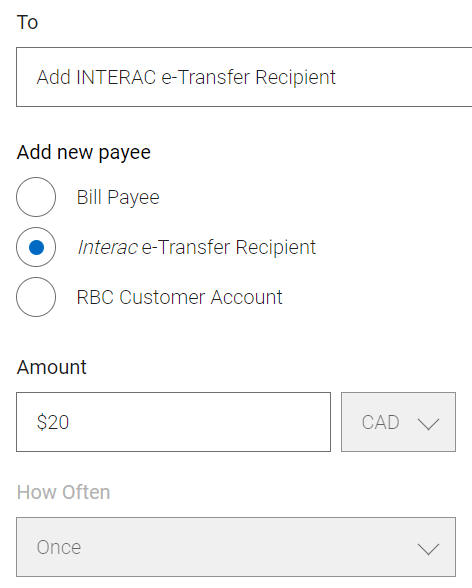 To
Add INTERAC e-Transfer Recipient
Add new payee
Bill Payee
Interac e-Transfer Recipient
RBC Customer Account
Amount
$20 CAD
How Often
Once